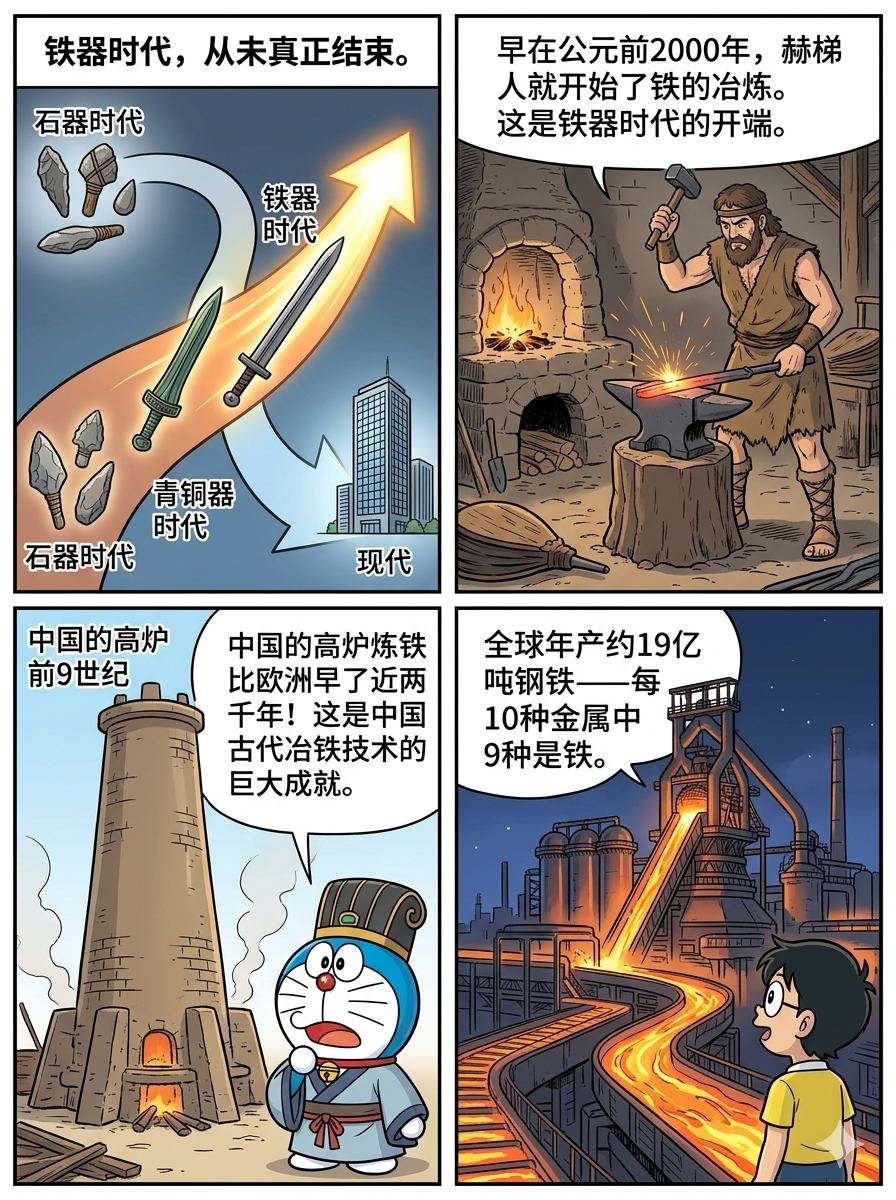 铁器时代，从未真正结束。
石器时代
铁器
时代
青铜器
时代
石器时代
现代
早在公元前2000年，赫梯
人就开始了铁的冶炼。
这是铁器时代的开端。
中国的高炉
前9世纪
中国的高炉炼铁
比欧洲早了近两
千年！这是中国
古代冶铁技术的
巨大成就。
全球年产约19亿
吨钢铁——每
10种金属中
9种是铁。